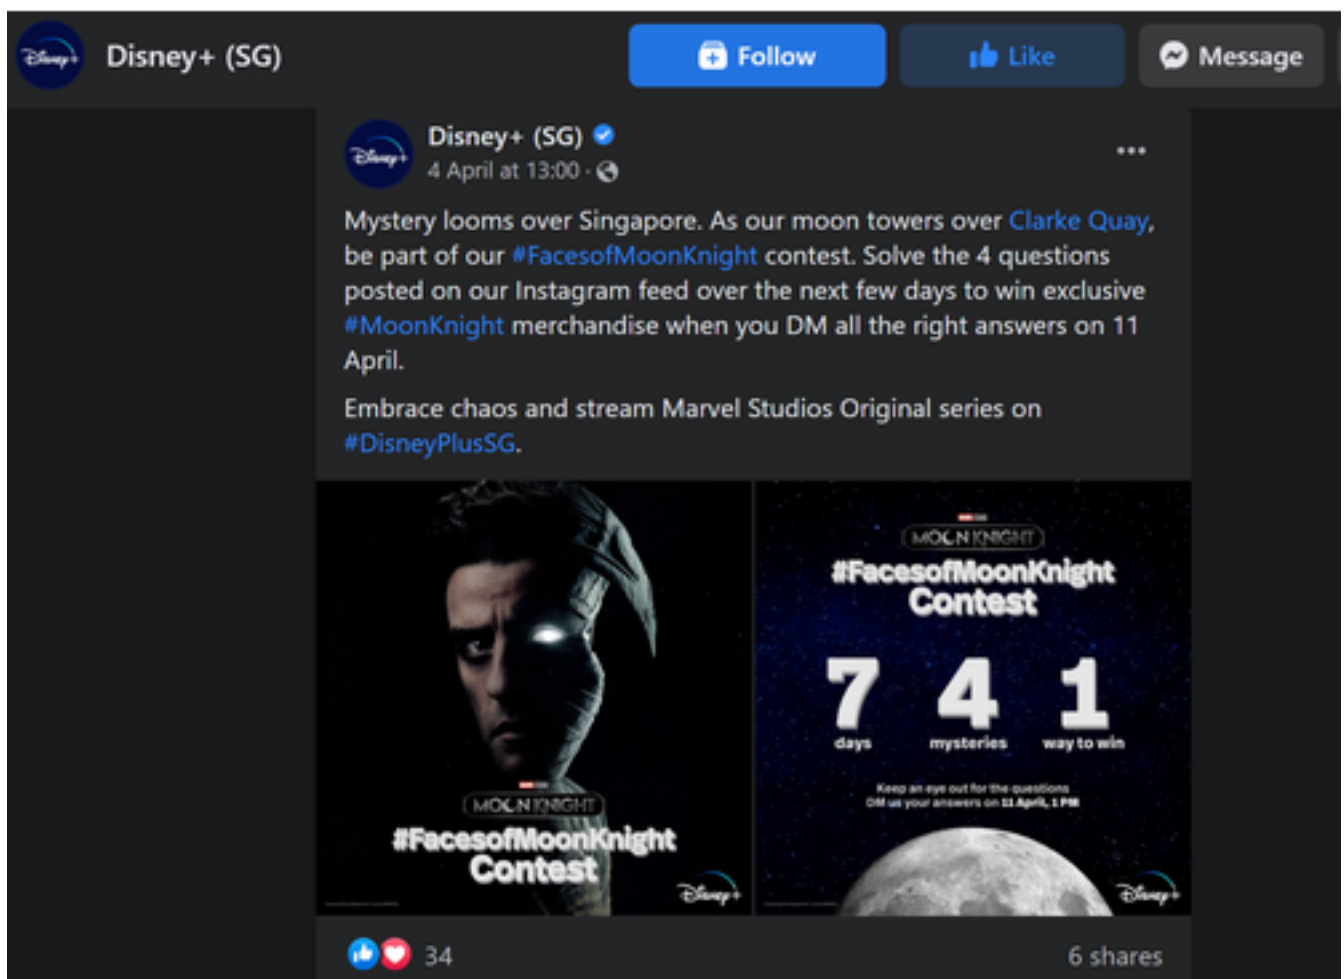 Disney+ Disney+ (SG) Follow Like Message
Disney+ Disney+ (SG)
4 April at 13:00
Mystery looms over Singapore. As our moon towers over Clarke Quay,
be part of our #FacesofMoonKnight contest. Solve the 4 questions
posted on our Instagram feed over the next few days to win exclusive
#MoonKnight merchandise when you DM all the right answers on 11
April.
Embrace chaos and stream Marvel Studios Original series on
#DisneyPlusSG.
MOON KNIGHT
#FacesofMoonKnight
Contest
Disney+
MOON KNIGHT
#FacesofMoonKnight
Contest
7 4 1
days mysteries way to win
Keep an eye out for the questions
DM us your answers on 11 April, 1 PM
Disney+
34 6 shares